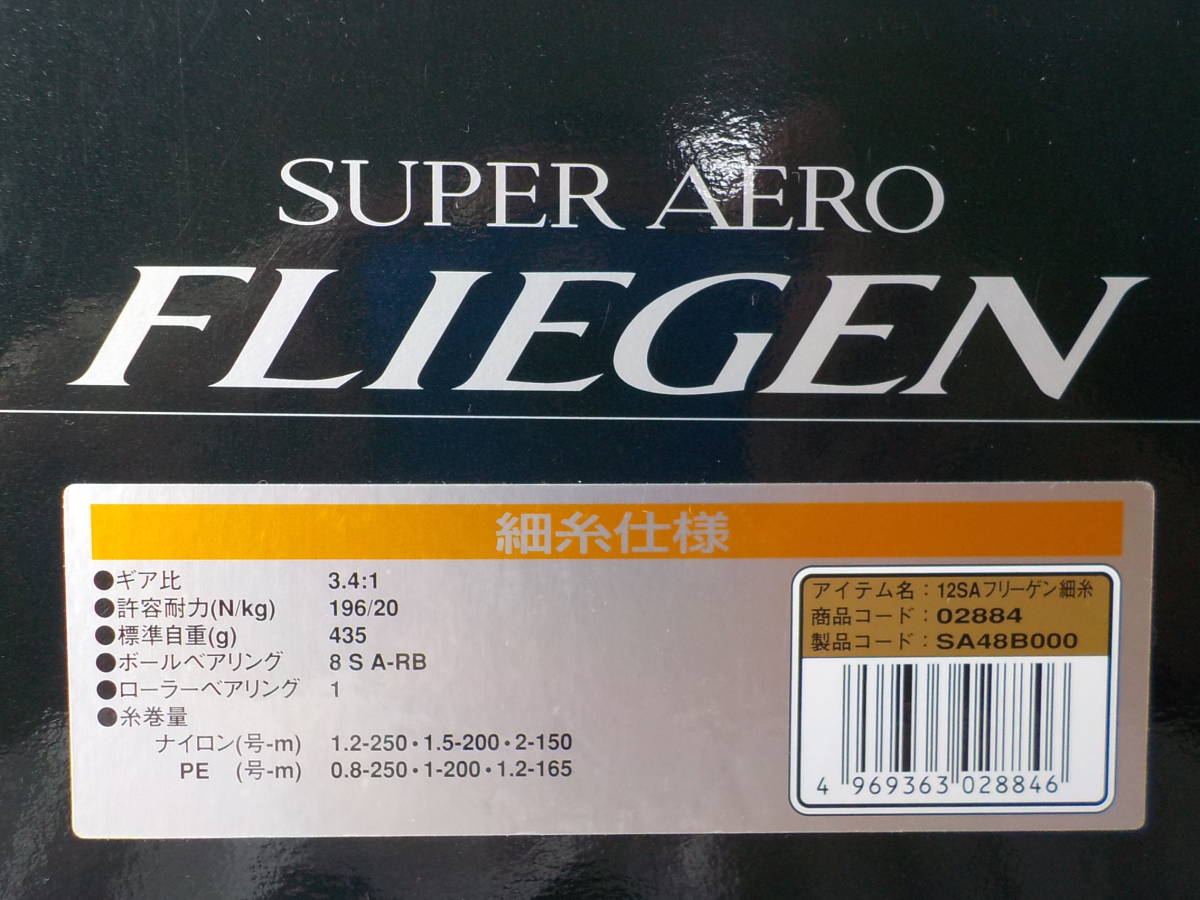 SUPER AERO
FLIEGEN
細糸仕様
●ギア比 3.4:1
●許容耐力(N/kg) 196/20
●標準自重(g) 435
●ボールベアリング 8 S A-RB
●ローラーベアリング 1
●糸巻量
ナイロン(号-m) 1.2-250・1.5-200・2-150
PE (号-m) 0.8-250・1-200・1.2-165
アイテム名：12SAフリーゲン細糸
商品コード：02884
製品コード：SA48B000
4 969363 028846